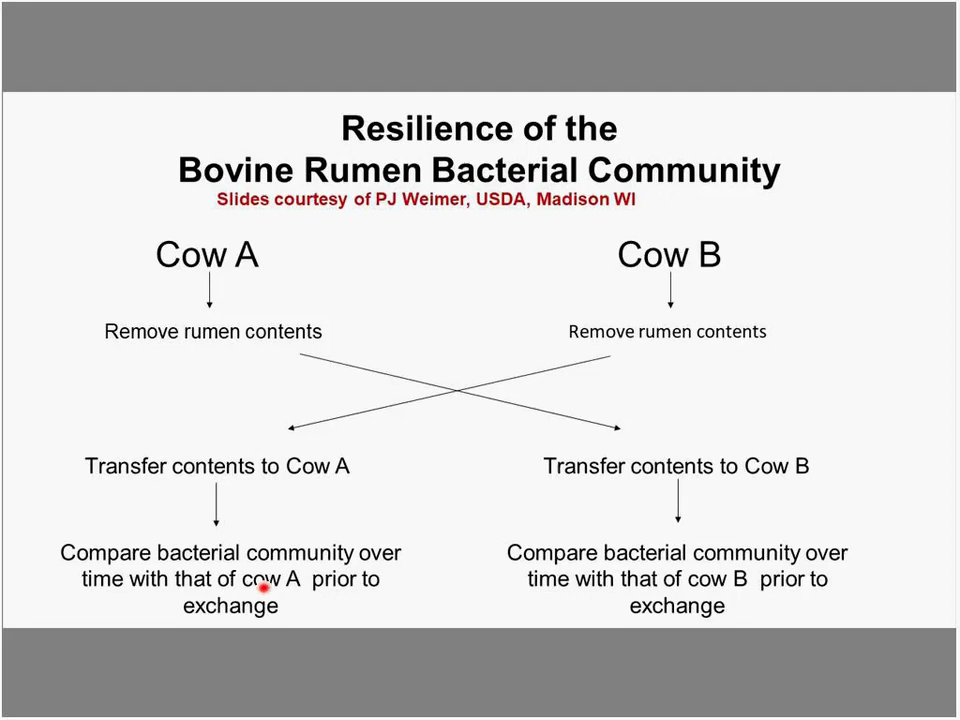 Resilience of the
Bovine Rumen Bacterial Community
Slides courtesy of PJ Weimer, USDA, Madison WI
Cow A
Cow B
Remove rumen contents
Remove rumen contents
Transfer contents to Cow A
Transfer contents to Cow B
Compare bacterial community over
time with that of cow A prior to
exchange
Compare bacterial community over
time with that of cow B prior to
exchange